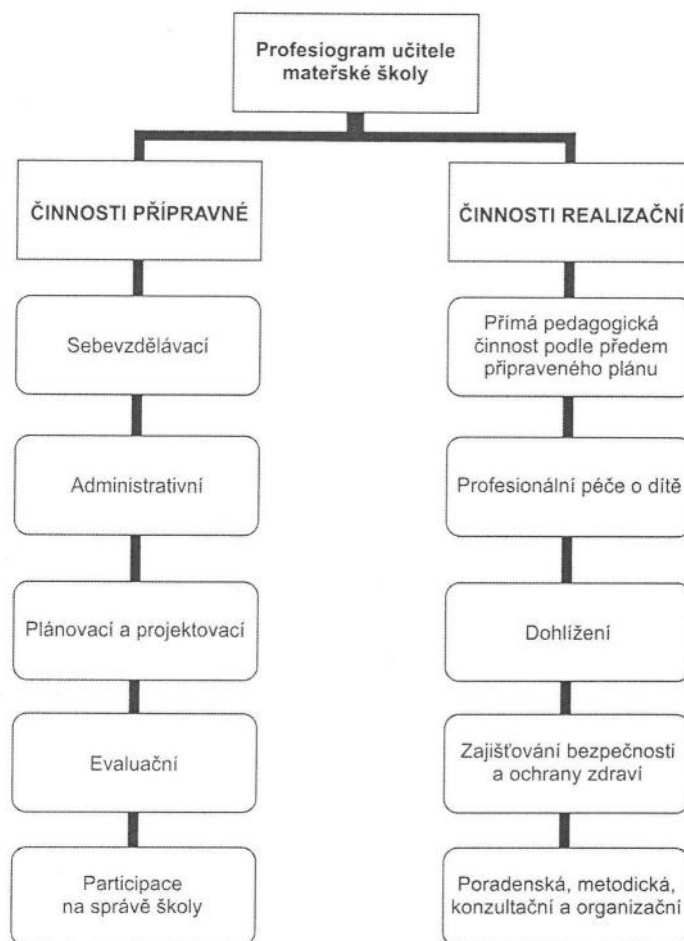 Profesiogram učitele
mateřské školy
ČINNOSTI PŘÍPRAVNÉ
Sebevzdělávací
Administrativní
Plánovací a projektovací
Evaluační
Participace
na správě školy
ČINNOSTI REALIZAČNÍ
Přímá pedagogická
činnost podle předem
připraveného plánu
Profesionální péče o dítě
Dohlížení
Zajišťování bezpečnosti
a ochrany zdraví
Poradenská, metodická,
konzultační a organizační